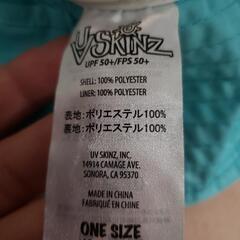 UV SKINZ
UPF 50+/FPS 50+
SHELL: 100% POLYESTER
LINER: 100% POLYESTER
表地：ポリエステル100%
裏地：ポリエステル100%
UV SKINZ, INC.
14914 CAMAGE AVE.
SONORA, CA 95370
MADE IN CHINA
FABRIQUÉ EN CHINE
ONE SIZE